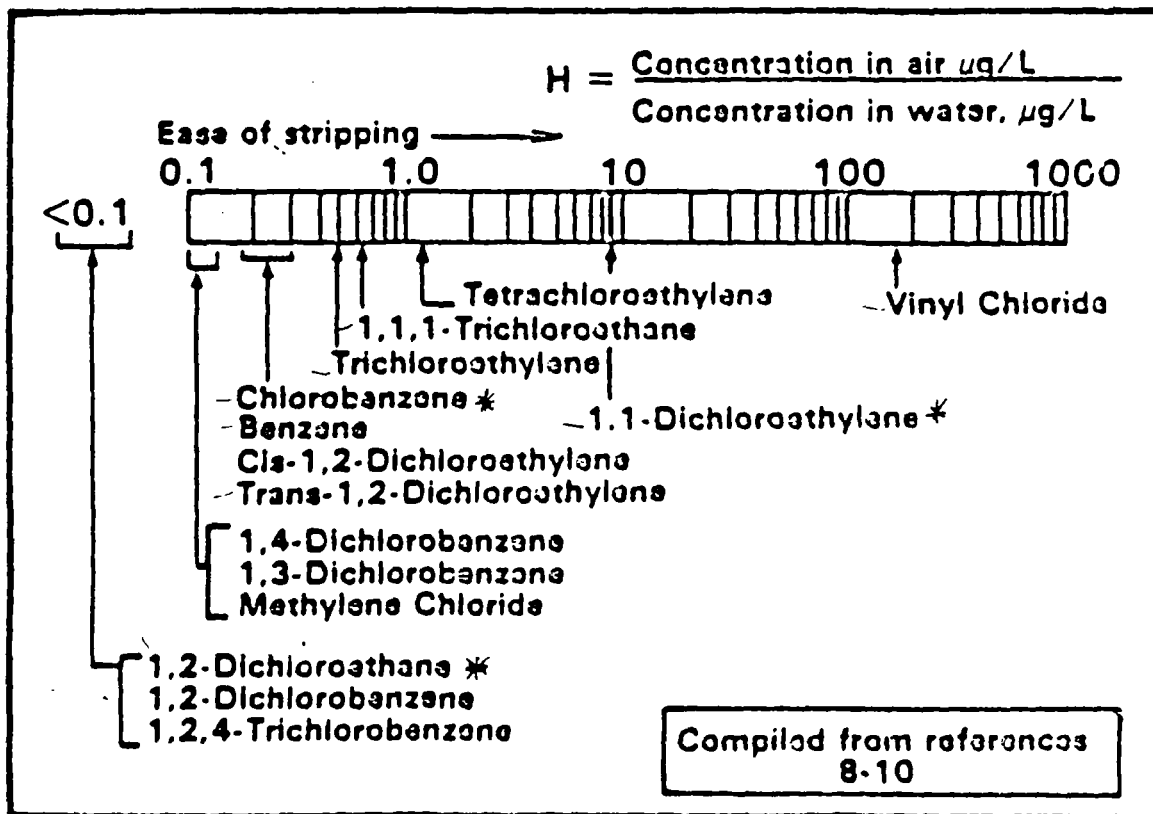 H = Concentration in air µg/L
Concentration in water, µg/L
Ease of stripping
<0.1 0.1 1.0 10 100 1000
Tetrachloroethylene
Vinyl Chloride
1,1,1-Trichloroethane
Trichloroethylene
Chlorobenzene *
1,1-Dichloroethylene *
Benzene
Cis-1,2-Dichloroethylene
Trans-1,2-Dichloroethylene
1,4-Dichlorobenzene
1,3-Dichlorobenzene
Methylene Chloride
1,2-Dichloroethane *
1,2-Dichlorobenzene
1,2,4-Trichlorobenzene
Compiled from references
8-10